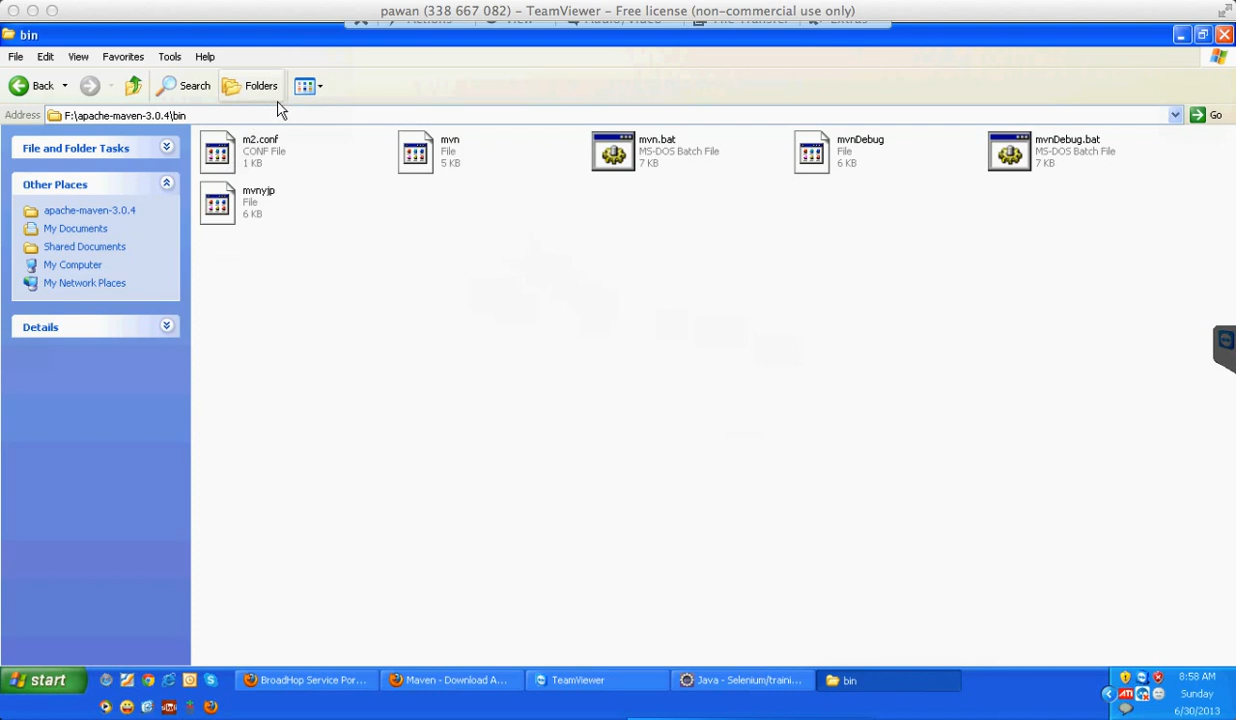 pawan (338 667 082) – TeamViewer – Free license (non-commercial use only)
bin
File Edit View Favorites Tools Help
Back Search Folders
Address F:\apache-maven-3.0.4\bin Go
File and Folder Tasks
Other Places
apache-maven-3.0.4
My Documents
Shared Documents
My Computer
My Network Places
Details
m2.conf
CONF File
1 KB
mvn
File
5 KB
mvn.bat
MS-DOS Batch File
7 KB
mvnDebug
File
6 KB
mvnDebug.bat
MS-DOS Batch File
7 KB
mvnyjp
File
6 KB
start
BroadHop Service Por...
Maven - Download A...
TeamViewer
Java - Selenium/traini...
bin
8:58 AM
Sunday
6/30/2013